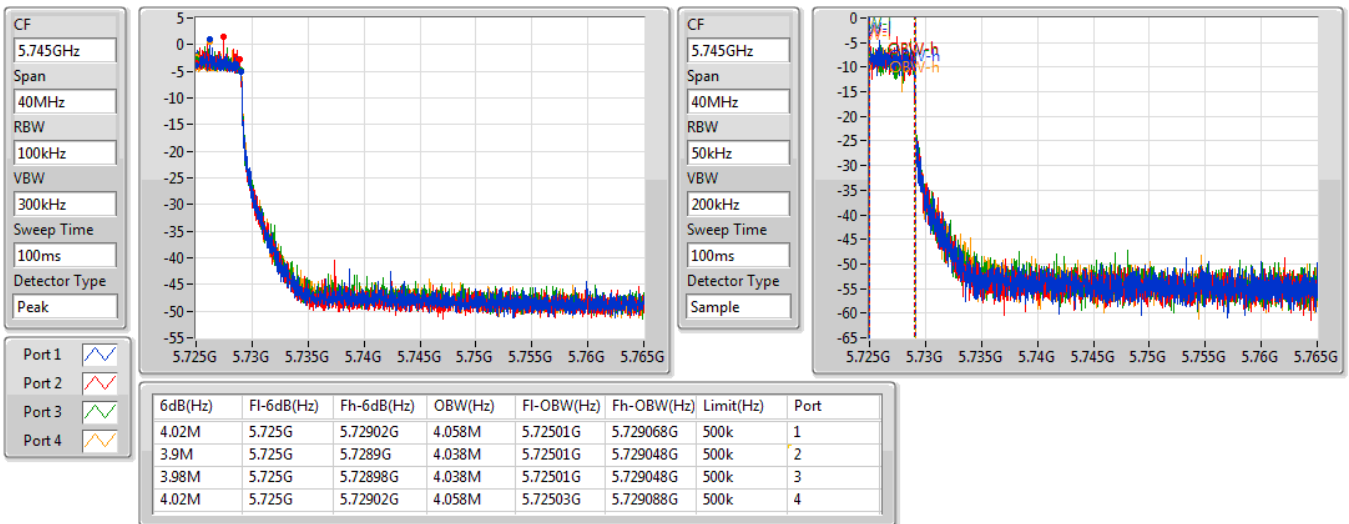 CF
5.745GHz
Span
40MHz
RBW
100kHz
VBW
300kHz
Sweep Time
100ms
Detector Type
Peak
5
0
-5
-10
-15
-20
-25
-30
-35
-40
-45
-50
-55
5.725G 5.73G 5.735G 5.74G 5.745G 5.75G 5.755G 5.76G 5.765G
CF
5.745GHz
Span
40MHz
RBW
50kHz
VBW
200kHz
Sweep Time
100ms
Detector Type
Sample
0
-5
-10
-15
-20
-25
-30
-35
-40
-45
-50
-55
-60
-65
OBW-h
OBW-h
5.725G 5.73G 5.735G 5.74G 5.745G 5.75G 5.755G 5.76G 5.765G
Port 1
Port 2
Port 3
Port 4
6dB(Hz) Fl-6dB(Hz) Fh-6dB(Hz) OBW(Hz) Fl-OBW(Hz) Fh-OBW(Hz) Limit(Hz) Port
4.02M 5.725G 5.72902G 4.058M 5.72501G 5.729068G 500k 1
3.9M 5.725G 5.7289G 4.038M 5.72501G 5.729048G 500k 2
3.98M 5.725G 5.72898G 4.038M 5.72501G 5.729048G 500k 3
4.02M 5.725G 5.72902G 4.058M 5.72503G 5.729088G 500k 4